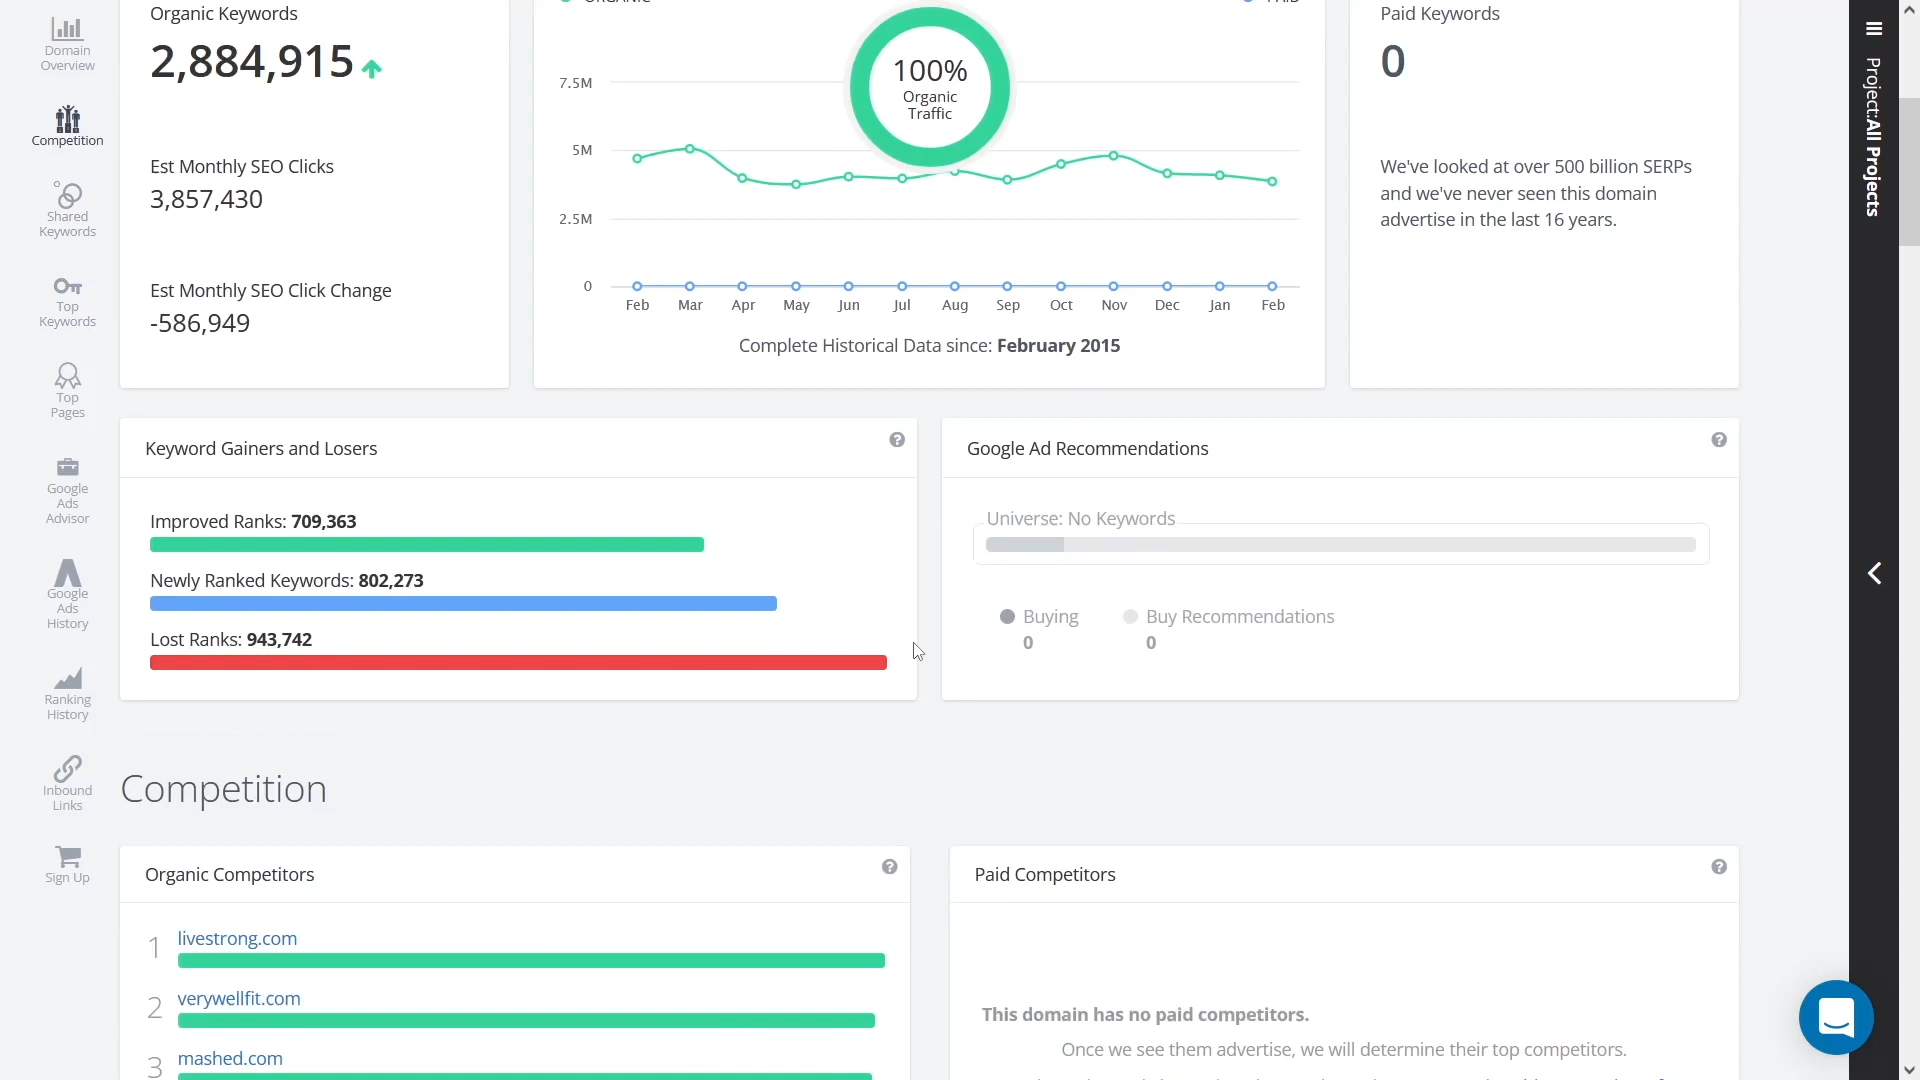 Domain
Overview
Competition
Shared
Keywords
Top
Keywords
Top
Pages
Google
Ads
Advisor
Google
Ads
History
Ranking
History
Inbound
Links
Sign Up
Organic Keywords
2,884,915
Est Monthly SEO Clicks
3,857,430
Est Monthly SEO Click Change
-586,949
100%
Organic
Traffic
7.5M
5M
2.5M
0
Feb Mar Apr May Jun Jul Aug Sep Oct Nov Dec Jan Feb
Complete Historical Data since: February 2015
Paid Keywords
0
We've looked at over 500 billion SERPs
and we've never seen this domain
advertise in the last 16 years.
Keyword Gainers and Losers
Improved Ranks: 709,363
Newly Ranked Keywords: 802,273
Lost Ranks: 943,742
Google Ad Recommendations
Universe: No Keywords
Buying
0
Buy Recommendations
0
Competition
Organic Competitors
1 livestrong.com
2 verywellfit.com
3 mashed.com
Paid Competitors
This domain has no paid competitors.
Once we see them advertise, we will determine their top competitors.
Project:All Projects